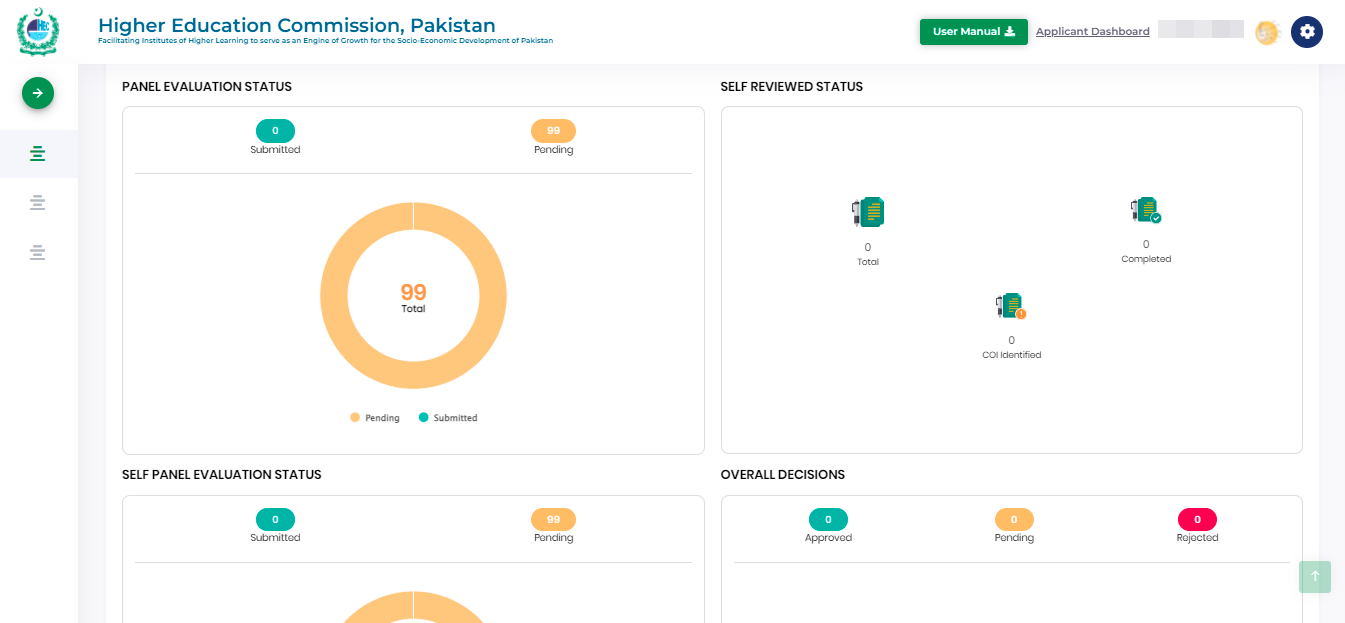 Higher Education Commission, Pakistan
Facilitating Institutes of Higher Learning to serve as an Engine of Growth for the Socio-Economic Development of Pakistan
User Manual
Applicant Dashboard
PANEL EVALUATION STATUS
0
Submitted
99
Pending
99
Total
Pending
Submitted
SELF REVIEWED STATUS
0
Total
0
Completed
0
COI Identified
SELF PANEL EVALUATION STATUS
0
Submitted
99
Pending
OVERALL DECISIONS
0
Approved
0
Pending
0
Rejected